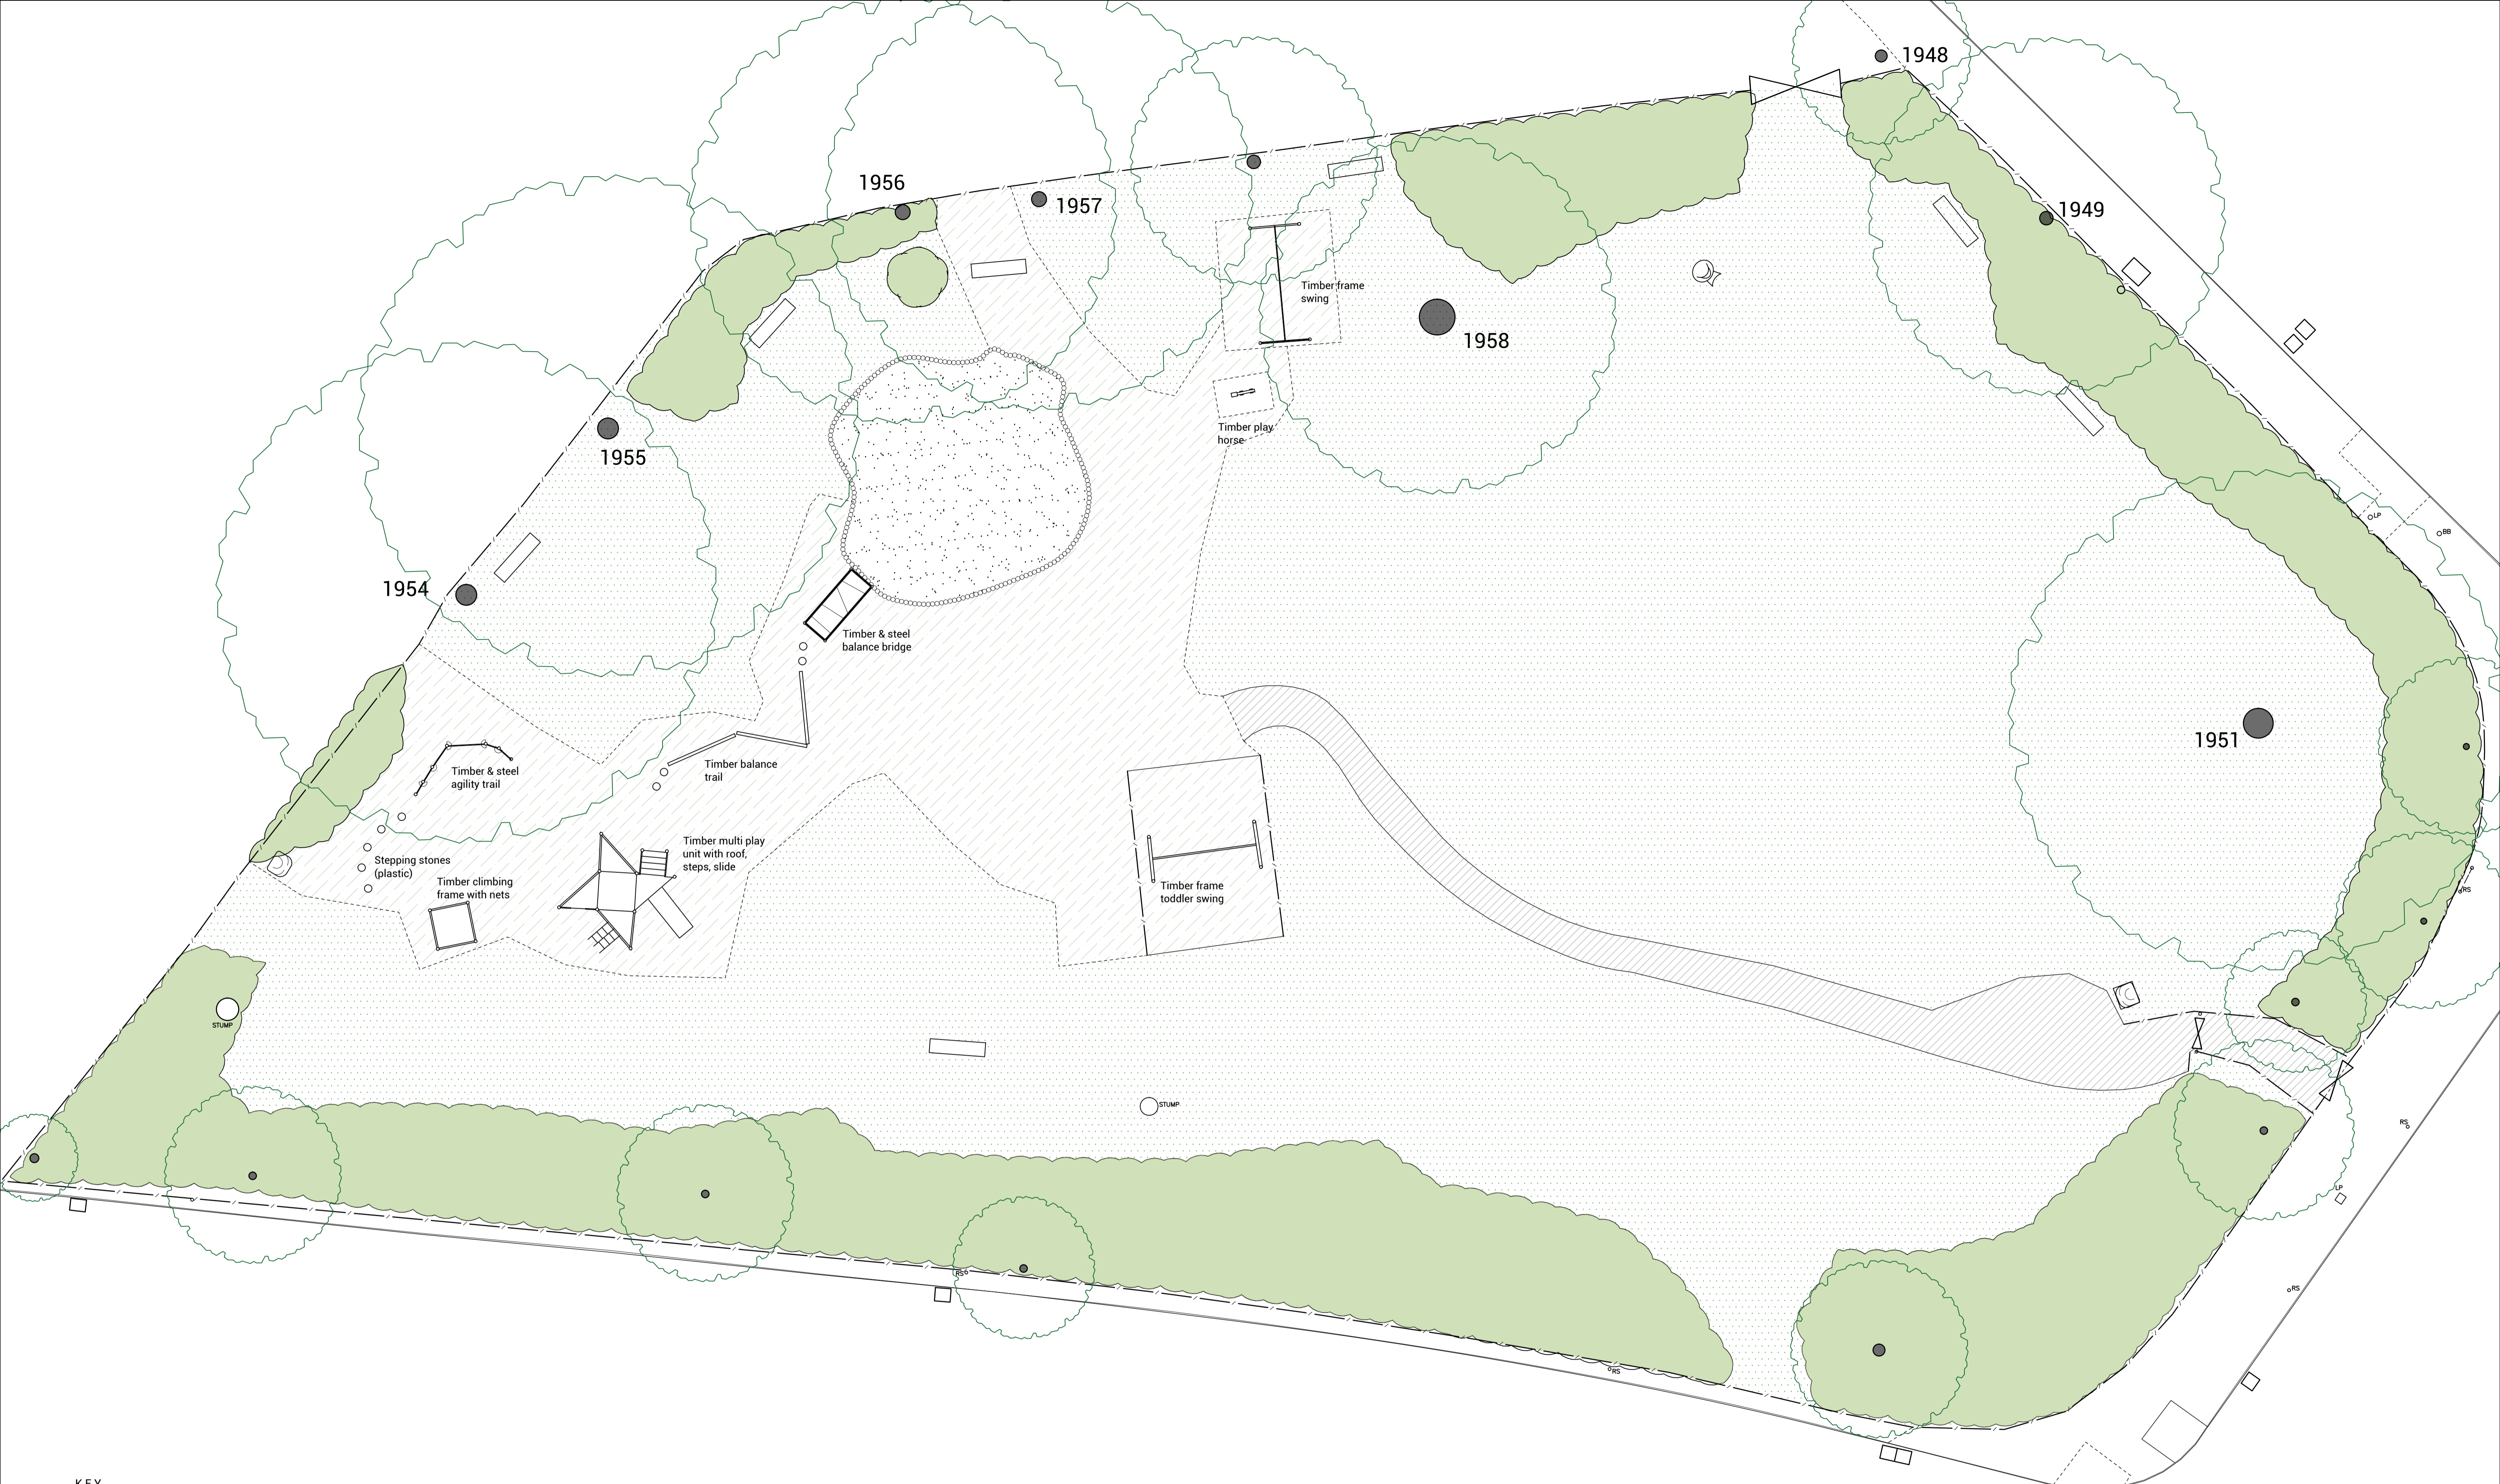 1948
1956
1957
1949
Timber frame
swing
1958
Timber play
horse
1955
LP
BB
1954
Timber & steel
balance bridge
1951
Timber & steel
agility trail
Timber balance
trail
Timber multi play
unit with roof,
steps, slide
Stepping stones
(plastic)
Timber climbing
frame with nets
Timber frame
toddler swing
RS
STUMP
STUMP
RS
LP
RS
RS
RS
KEY